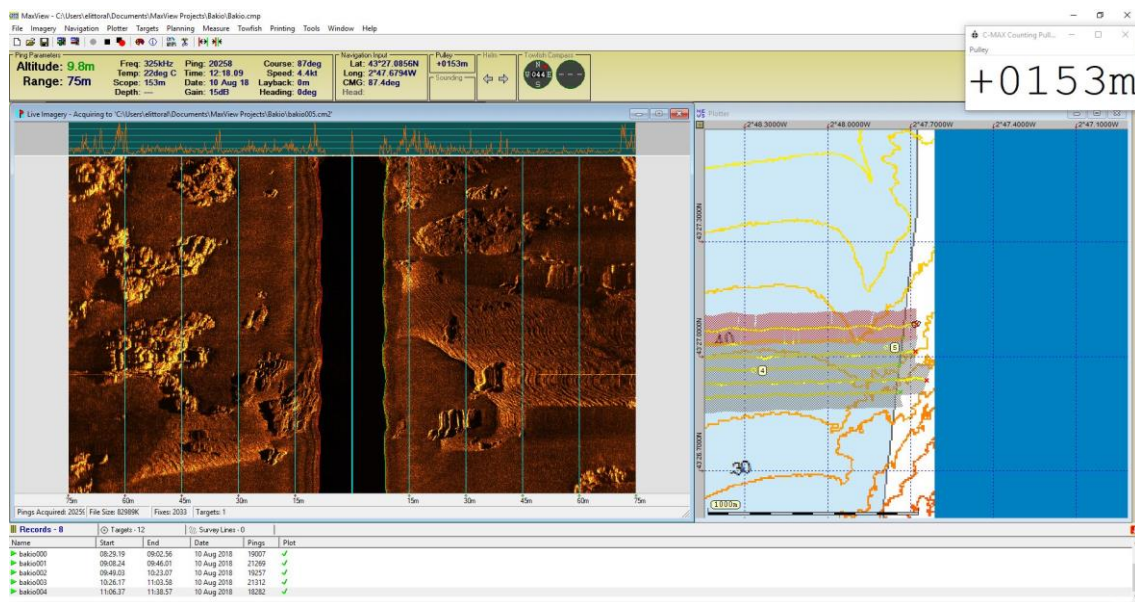 MaxView - C:\Users\elittoral\Documents\MaxView Projects\Bakio\Bakio.cmp
File Imagery Navigation Plotter Targets Planning Measure Towfish Printing Tools Window Help
C-MAX Counting Pull...
Pulley
+0153m
Ping Parameters
Altitude: 9.8m
Range: 75m
Freq: 325kHz
Temp: 22deg C
Scope: 153m
Depth: ---
Ping: 20258
Time: 12:18.09
Date: 10 Aug 18
Gain: 15dB
Course: 87deg
Speed: 4.4kt
Layback: 0m
Heading: 0deg
Navigation Input
Lat: 43°27.0856N
Long: 2°47.6794W
CMG: 87.4deg
Head:
Pulley
+0153m
Sounding
Towfish Compass
N
044
E
S
Live Imagery - Acquiring to 'C:\Users\elittoral\Documents\MaxView Projects\Bakio\bakio005.cm2'
75m 60m 45m 30m 15m 15m 30m 45m 60m 75m
Pings Acquired: 20259 File Size: 82989K Fixes: 2033 Targets: 1
Plotter
2°48.3000W 2°48.0000W 2°47.7000W 2°47.4000W 2°47.1000W
43°27.3000N
43°27.0000N
43°26.7000N
40
5
4
30
1000m
Records - 8 Targets - 12 Survey Lines - 0
Name Start End Date Pings Plot
bakio000 08:29.19 09:02.56 10 Aug 2018 19007
bakio001 09:08.24 09:46.01 10 Aug 2018 21269
bakio002 09:49.03 10:23.07 10 Aug 2018 19257
bakio003 10:26.17 11:03.58 10 Aug 2018 21312
bakio004 11:06.37 11:38.57 10 Aug 2018 18282